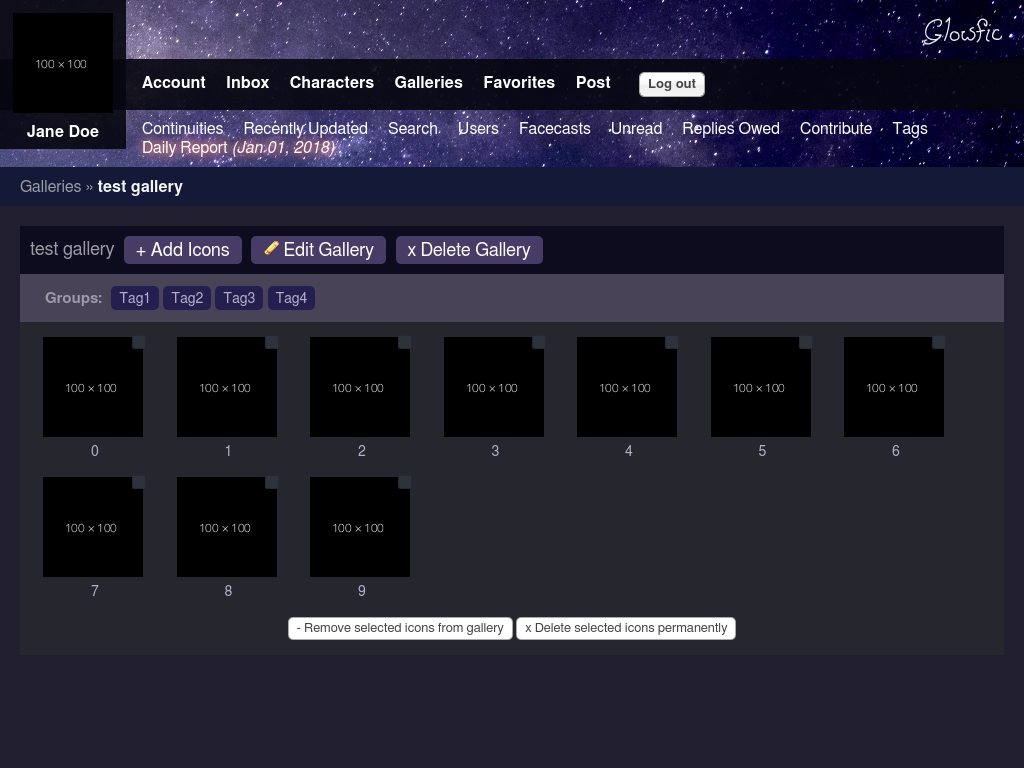 Glowfic
100 × 100
Account Inbox Characters Galleries Favorites Post Log out
Jane Doe
Continuities Recently Updated Search Users Facecasts Unread Replies Owed Contribute Tags
Daily Report (Jan 01, 2018)
Galleries » test gallery
test gallery + Add Icons Edit Gallery x Delete Gallery
Groups: Tag1 Tag2 Tag3 Tag4
100 × 100 100 × 100 100 × 100 100 × 100 100 × 100 100 × 100 100 × 100
0 1 2 3 4 5 6
100 × 100 100 × 100 100 × 100
7 8 9
- Remove selected icons from gallery x Delete selected icons permanently